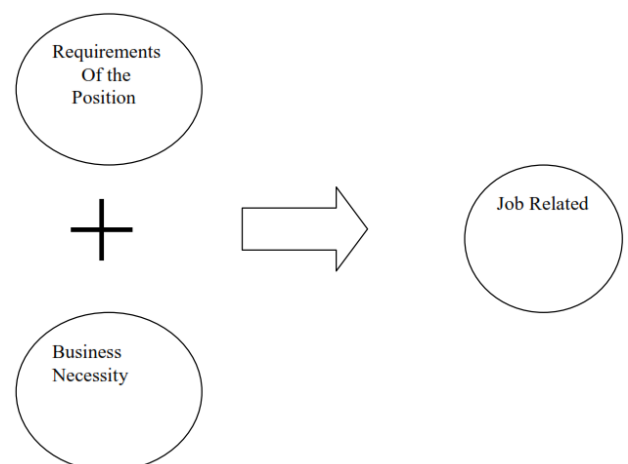 Requirements
Of the
Position
Job Related
Business
Necessity